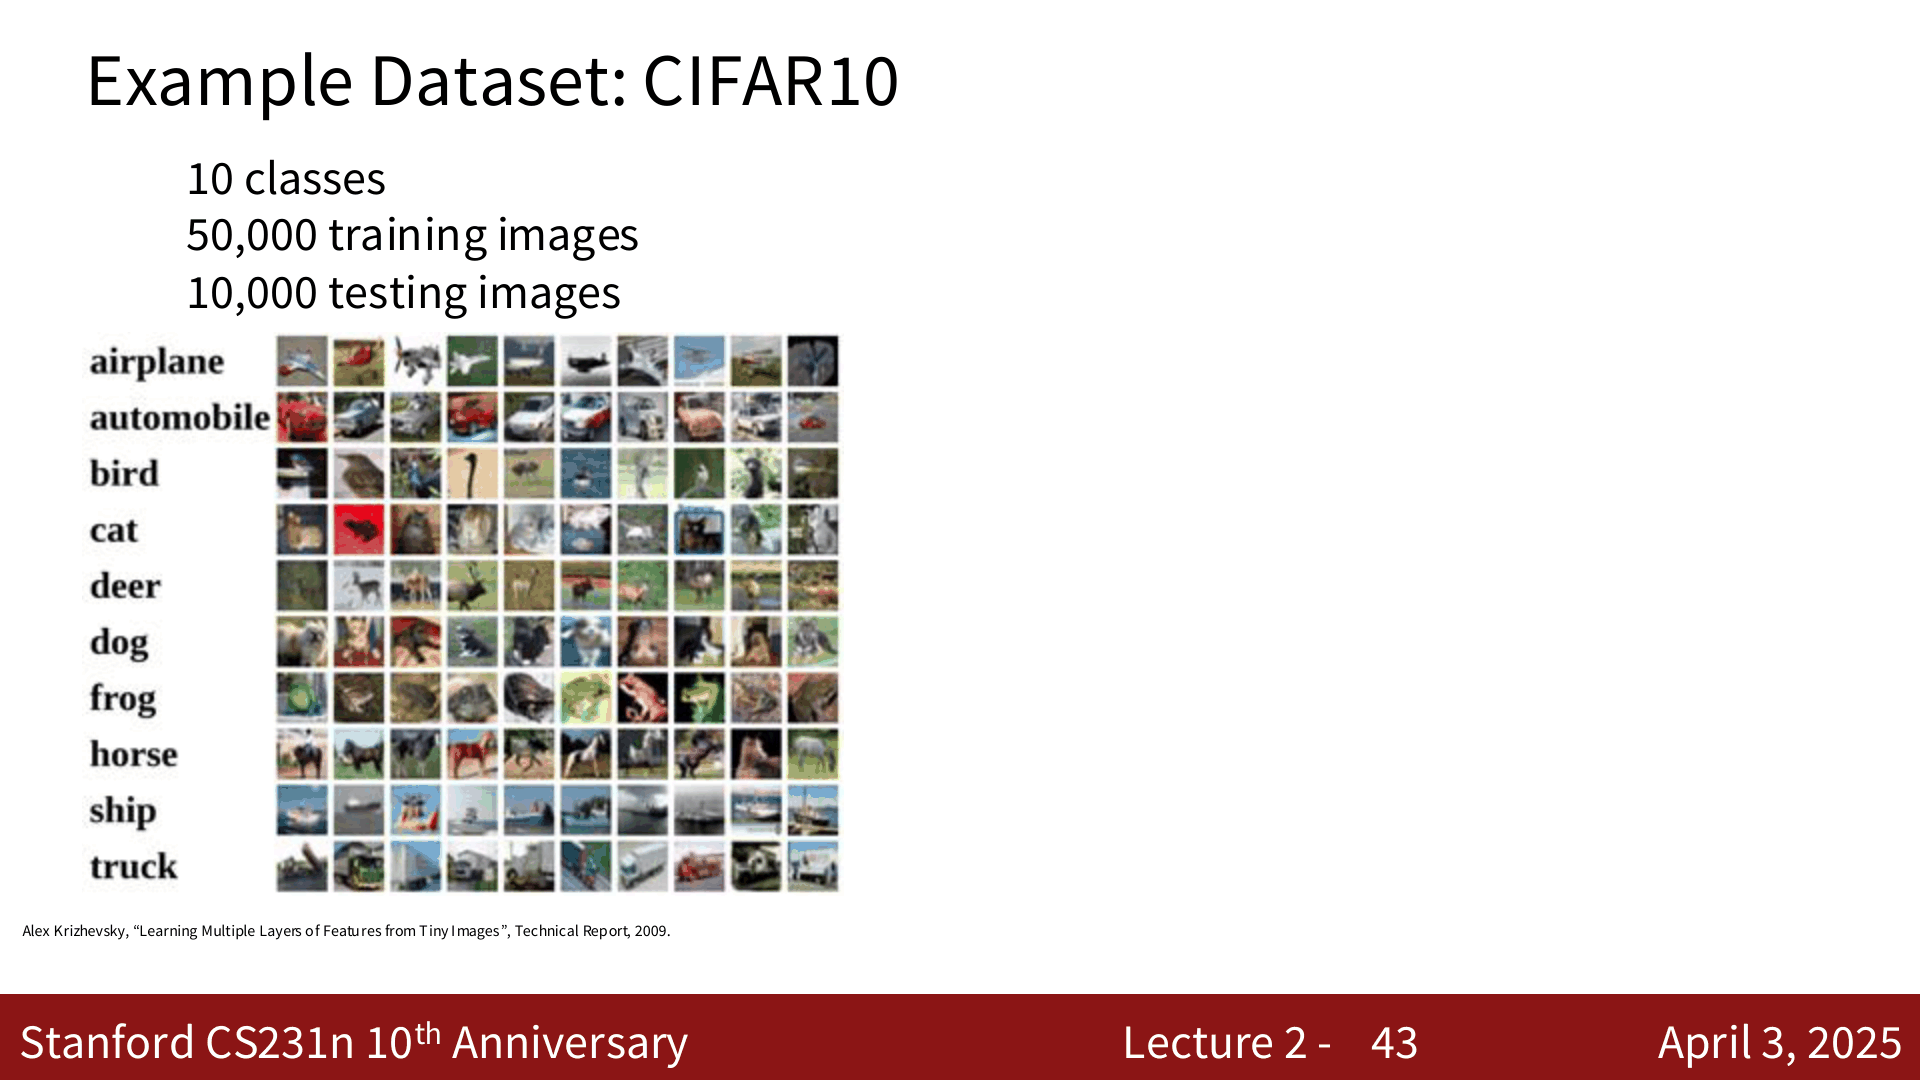 Example Dataset: CIFAR10
10 classes
50,000 training images
10,000 testing images
airplane
automobile
bird
cat
deer
dog
frog
horse
ship
truck
Alex Krizhevsky, “Learning Multiple Layers of Features from Tiny Images”, Technical Report, 2009.
Stanford CS231n 10th Anniversary
Lecture 2 - 43
April 3, 2025